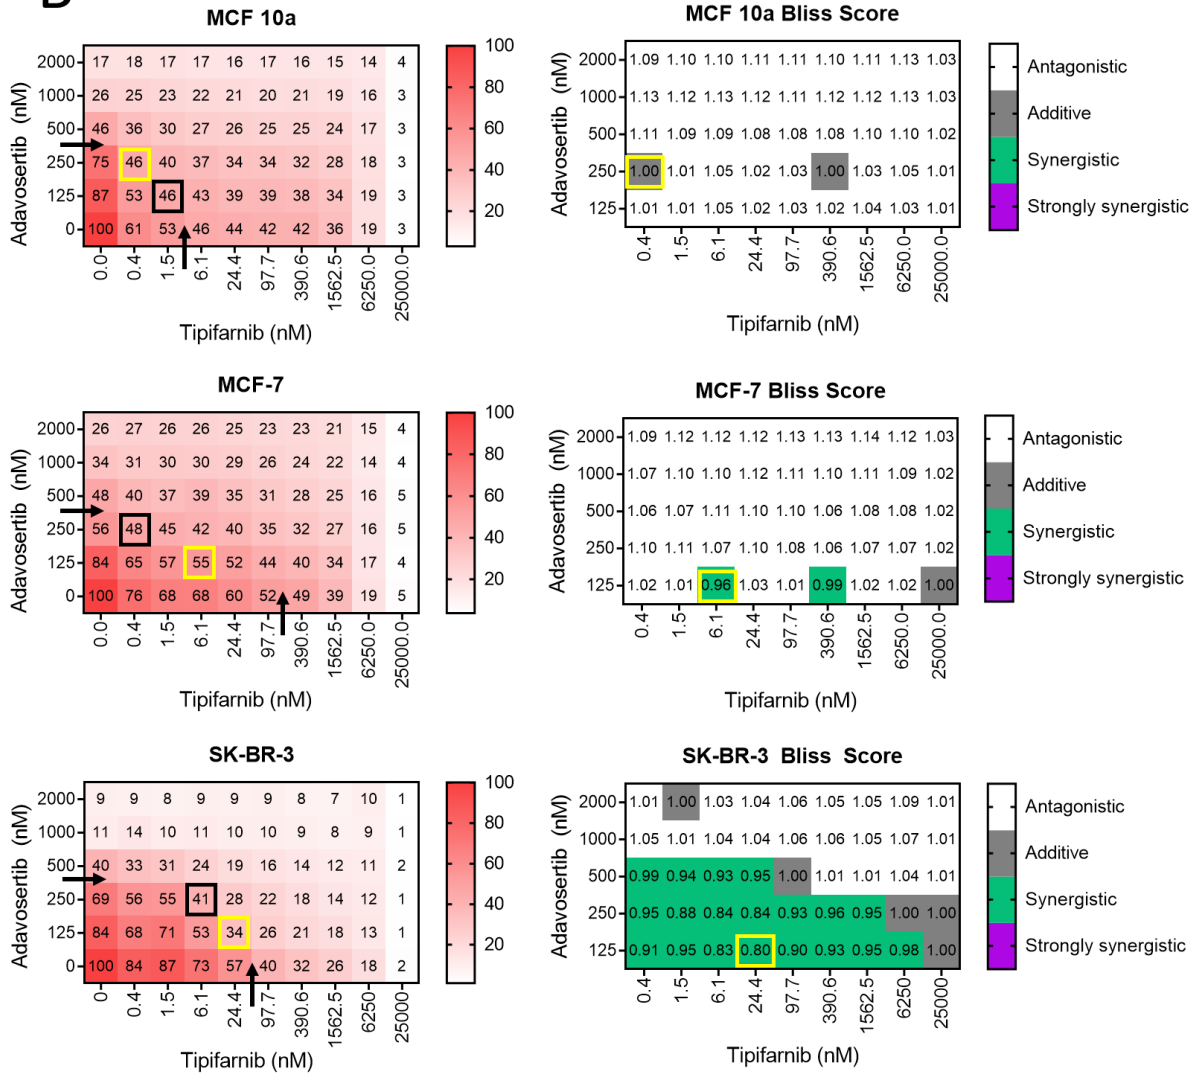 D
MCF 10a
Adavosertib (nM)
2000 17 18 17 17 16 17 16 15 14 4
1000 26 25 23 22 21 20 21 19 16 3
500 46 36 30 27 26 25 25 24 17 3
250 75 46 40 37 34 34 32 28 18 3
125 87 53 46 43 39 39 38 34 19 3
0 100 61 53 46 44 42 42 36 19 3
0.0 0.4 1.5 6.1 24.4 97.7 390.6 1562.5 6250.0 25000.0
Tipifarnib (nM)
100
80
60
40
20
MCF 10a Bliss Score
Adavosertib (nM)
2000 1.09 1.10 1.10 1.11 1.11 1.10 1.11 1.13 1.03
1000 1.13 1.12 1.13 1.12 1.13 1.12 1.13 1.13 1.03
500 1.11 1.09 1.09 1.08 1.08 1.08 1.10 1.10 1.02
250 1.00 1.01 1.05 1.02 1.03 1.00 1.03 1.05 1.01
125 1.01 1.01 1.05 1.02 1.03 1.02 1.04 1.03 1.01
0.4 1.5 6.1 24.4 97.7 390.6 1562.5 6250.0 25000.0
Tipifarnib (nM)
Antagonistic
Additive
Synergistic
Strongly synergistic
MCF-7
Adavosertib (nM)
2000 26 27 26 26 25 23 23 21 15 4
1000 34 31 30 30 29 26 24 22 14 4
500 48 40 37 39 35 31 28 25 16 5
250 56 48 45 42 40 35 32 27 16 5
125 84 65 57 55 52 44 40 34 17 4
0 100 76 68 68 60 52 49 39 19 5
0.0 0.4 1.5 6.1 24.4 97.7 390.6 1562.5 6250.0 25000.0
Tipifarnib (nM)
100
80
60
40
20
MCF-7 Bliss Score
Adavosertib (nM)
2000 1.09 1.12 1.12 1.12 1.13 1.13 1.14 1.12 1.03
1000 1.07 1.10 1.10 1.12 1.11 1.10 1.11 1.09 1.02
500 1.06 1.07 1.11 1.10 1.10 1.06 1.08 1.08 1.02
250 1.10 1.11 1.07 1.10 1.08 1.06 1.07 1.07 1.02
125 1.02 1.01 0.96 1.03 1.01 0.99 1.02 1.02 1.00
0.4 1.5 6.1 24.4 97.7 390.6 1562.5 6250.0 25000.0
Tipifarnib (nM)
Antagonistic
Additive
Synergistic
Strongly synergistic
SK-BR-3
Adavosertib (nM)
2000 9 9 8 9 9 9 8 7 10 1
1000 11 14 10 11 10 10 9 8 9 1
500 40 33 31 24 19 16 14 12 11 2
250 69 56 55 41 28 22 18 14 12 1
125 84 68 71 53 34 26 21 18 13 1
0 100 84 87 73 57 40 32 26 18 2
0 0.4 1.5 6.1 24.4 97.7 390.6 1562.5 6250 25000
Tipifarnib (nM)
100
80
60
40
20
SK-BR-3 Bliss Score
Adavosertib (nM)
2000 1.01 1.00 1.03 1.04 1.06 1.05 1.05 1.09 1.01
1000 1.05 1.01 1.04 1.04 1.06 1.06 1.05 1.07 1.01
500 0.99 0.94 0.93 0.95 1.00 1.01 1.01 1.04 1.01
250 0.95 0.88 0.84 0.84 0.93 0.96 0.95 1.00 1.00
125 0.91 0.95 0.83 0.80 0.90 0.93 0.95 0.98 1.00
0.4 1.5 6.1 24.4 97.7 390.6 1562.5 6250 25000
Tipifarnib (nM)
Antagonistic
Additive
Synergistic
Strongly synergistic